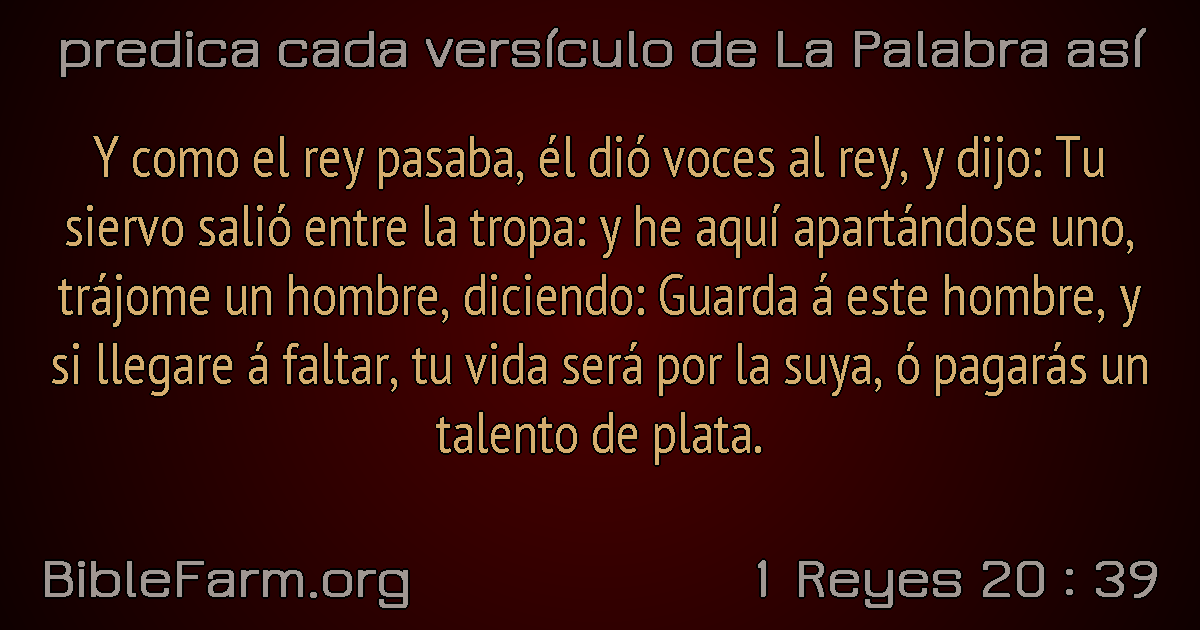 predica cada versículo de La Palabra así
Y como el rey pasaba, él dió voces al rey, y dijo: Tu
siervo salió entre la tropa: y he aquí apartándose uno,
trájome un hombre, diciendo: Guarda á este hombre, y
si llegare á faltar, tu vida será por la suya, ó pagarás un
talento de plata.
BibleFarm.org
1 Reyes 20 : 39